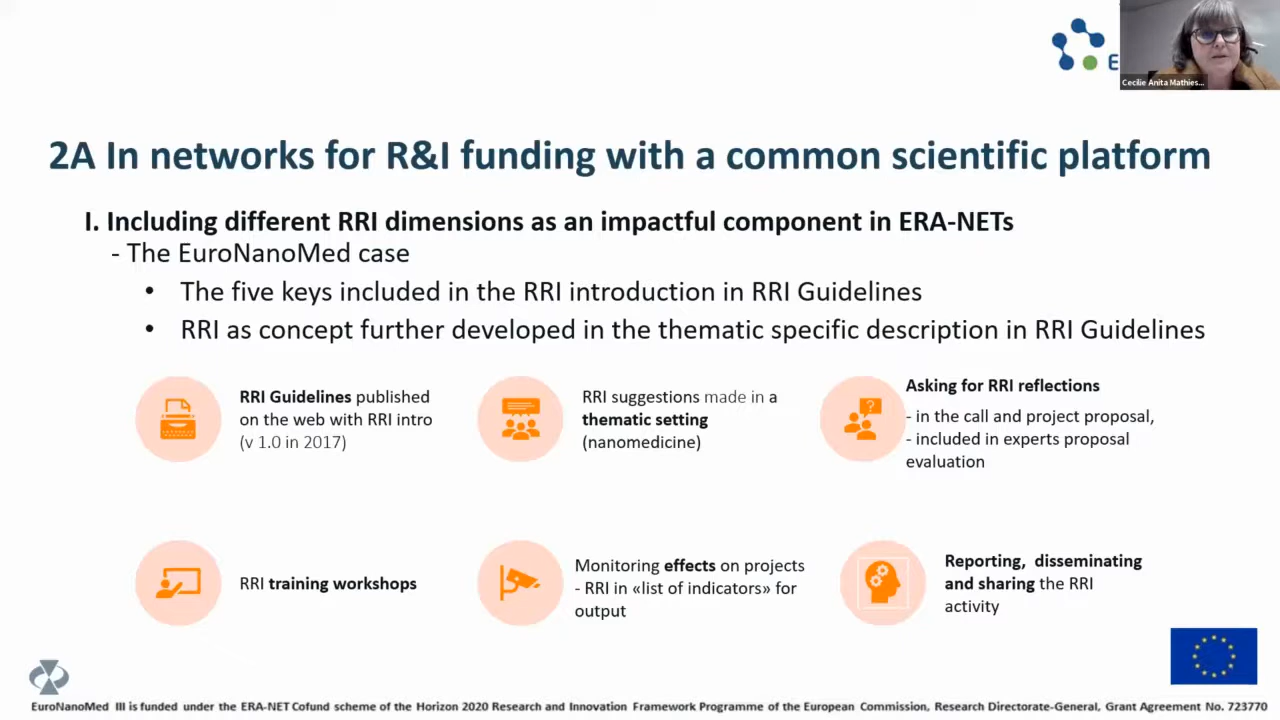 E
Cecilie Anita Mathies...
2A In networks for R&I funding with a common scientific platform
I. Including different RRI dimensions as an impactful component in ERA-NETs
- The EuroNanoMed case
• The five keys included in the RRI introduction in RRI Guidelines
• RRI as concept further developed in the thematic specific description in RRI Guidelines
RRI Guidelines published
on the web with RRI intro
(v 1.0 in 2017)
RRI suggestions made in a
thematic setting
(nanomedicine)
Asking for RRI reflections
- in the call and project proposal,
- included in experts proposal
evaluation
RRI training workshops
Monitoring effects on projects
- RRI in «list of indicators» for
output
Reporting, disseminating
and sharing the RRI
activity
EuroNanoMed III is funded under the ERA-NET Cofund scheme of the Horizon 2020 Research and Innovation Framework Programme of the European Commission, Research Directorate-General, Grant Agreement No. 723770